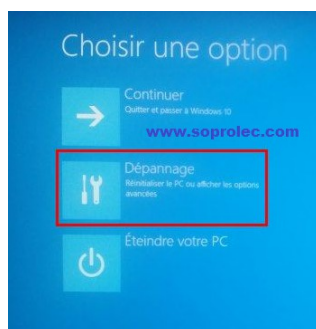 Choisir une option
Continuer
Quitter et passer à Windows 10
www.soprolec.com
Dépannage
Réinitialiser le PC ou afficher les options
avancées
Éteindre votre PC